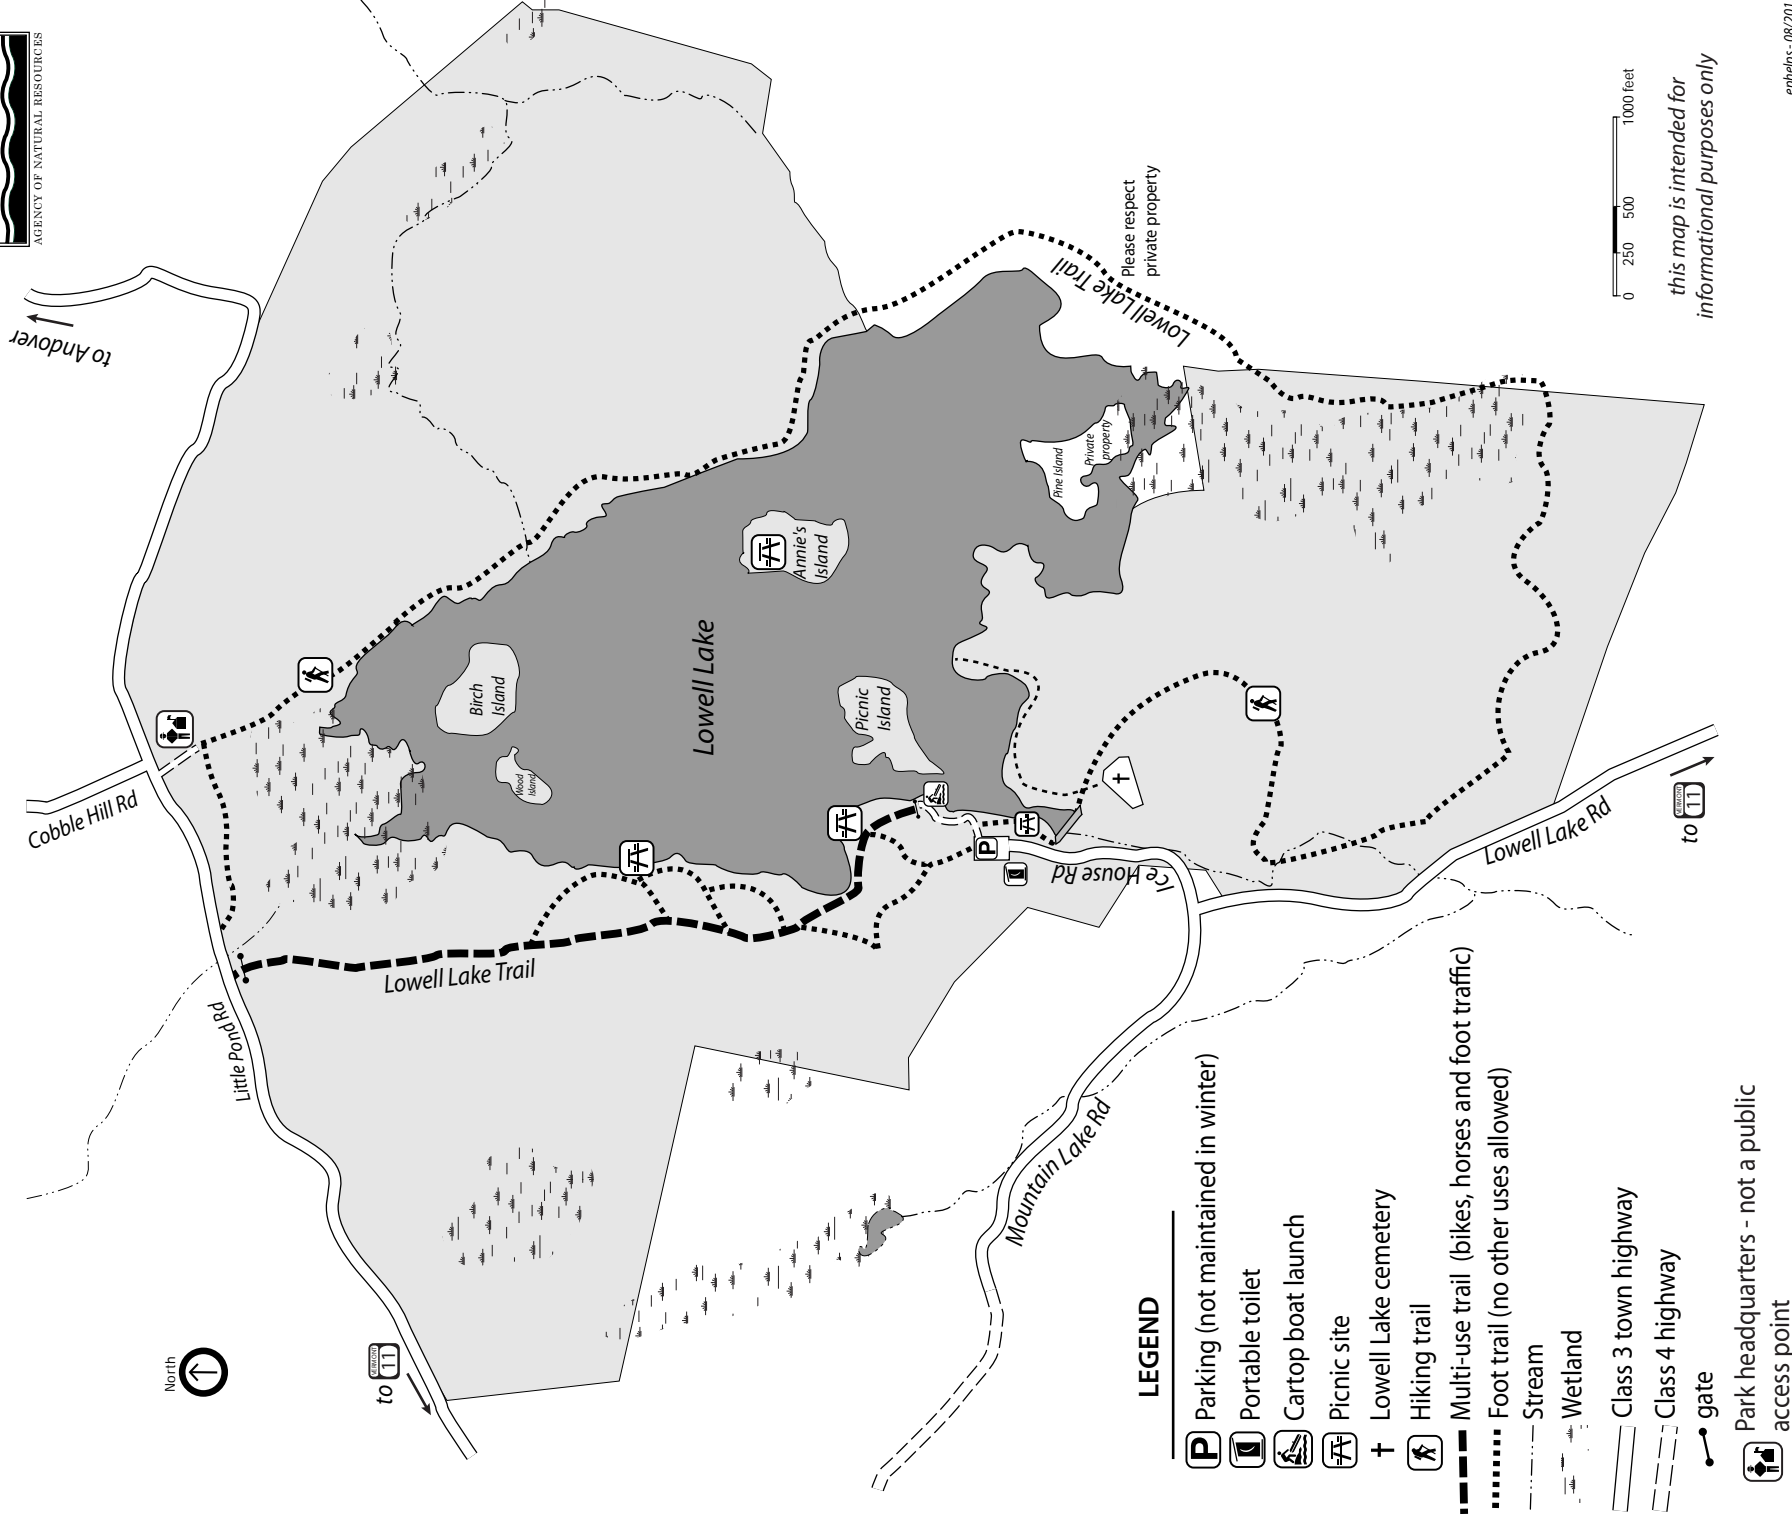 AGENCY OF NATURAL RESOURCES
to Andover
Cobble Hill Rd
Little Pond Rd
Lowell Lake Trail
Lowell Lake
Birch
Island
Wood
Island
Annie's
Island
Picnic
Island
Pine Island
Private
property
Lowell Lake Trail
Please respect
private property
P
Ice House Rd
Lowell Lake Rd
Mountain Lake Rd
to VERMONT 11
to VERMONT 11
North
0 250 500 1000 feet
this map is intended for
informational purposes only
LEGEND
P Parking (not maintained in winter)
Portable toilet
Cartop boat launch
Picnic site
Lowell Lake cemetery
Hiking trail
Multi-use trail (bikes, horses and foot traffic)
Foot trail (no other uses allowed)
Stream
Wetland
Class 3 town highway
Class 4 highway
gate
Park headquarters - not a public
access point